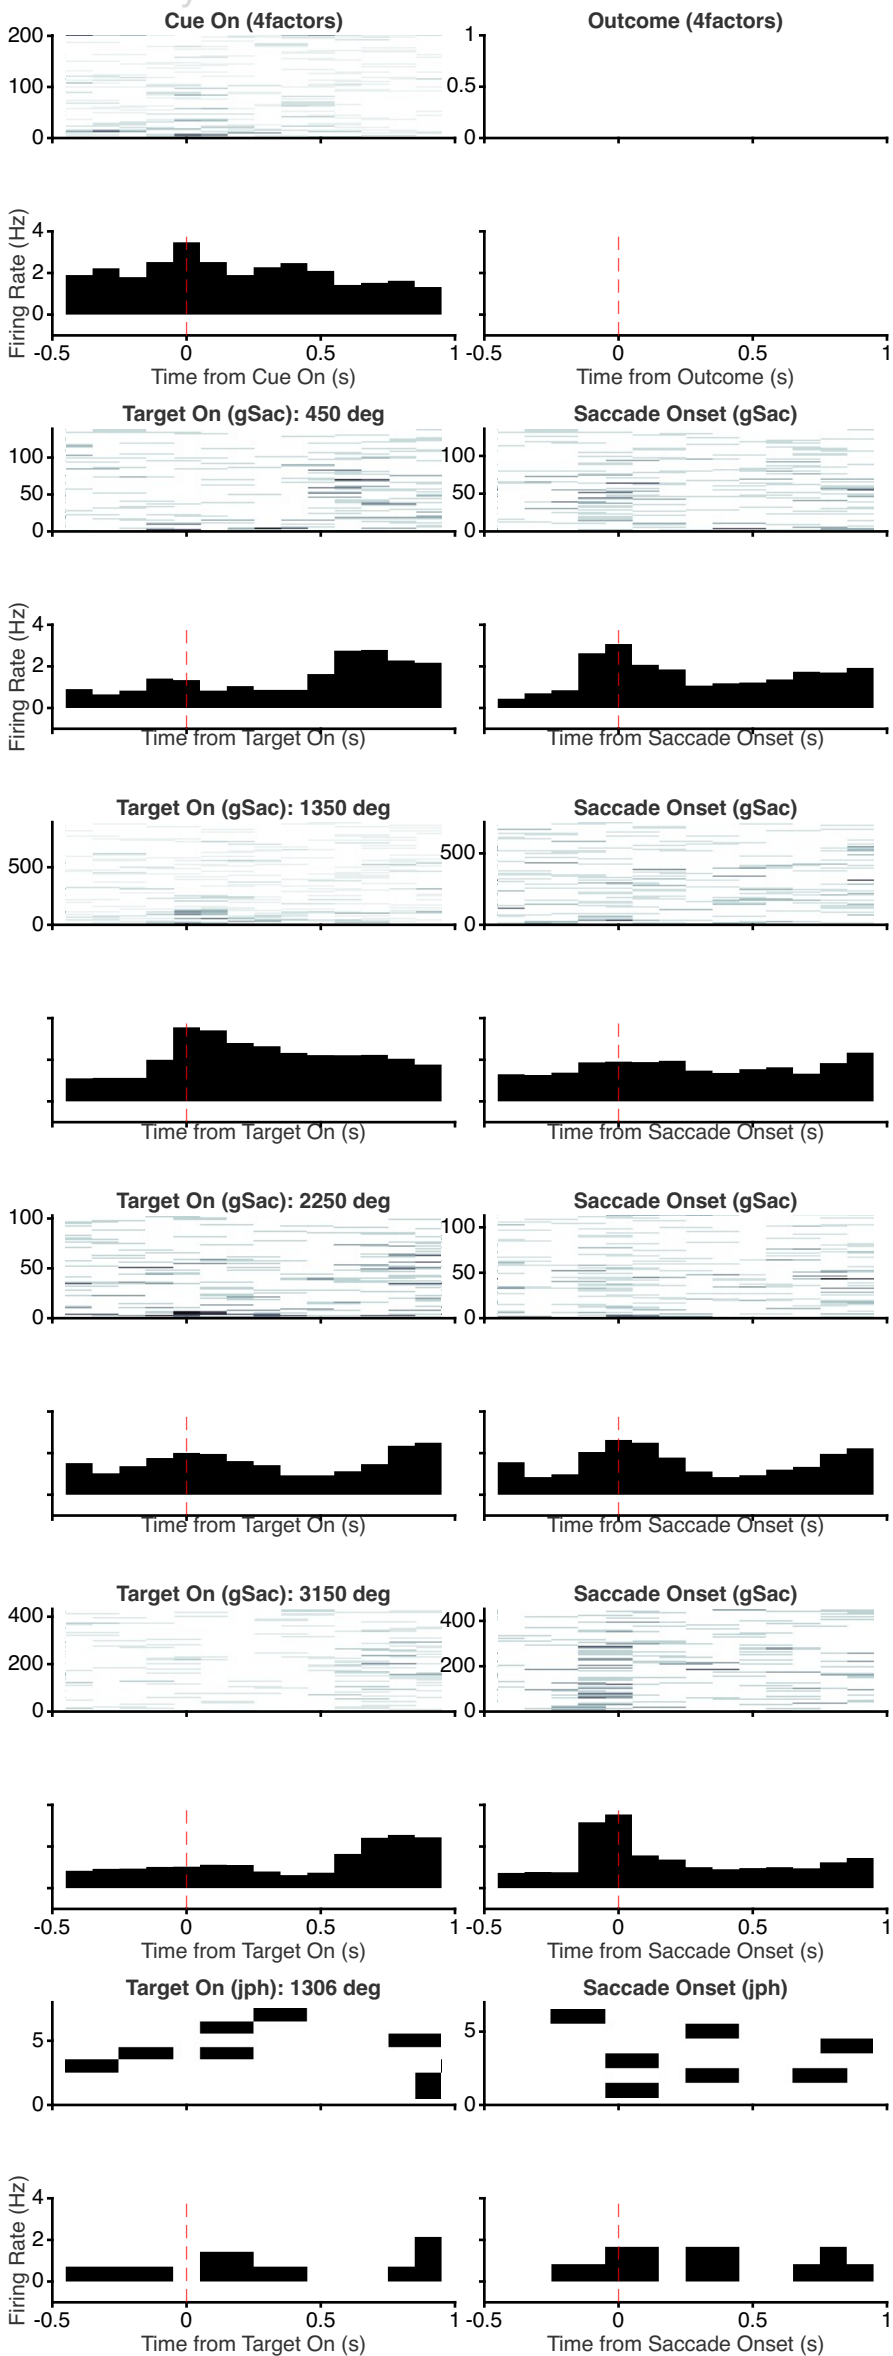 Cue On (4factors) Outcome (4factors)
200 1
100 0.5
0 0
Firing Rate (Hz)
4
2
0
-0.5 0 0.5 1 -0.5 0 0.5 1
Time from Cue On (s) Time from Outcome (s)
Target On (gSac): 450 deg Saccade Onset (gSac)
100 100
50 50
0 0
Firing Rate (Hz)
4
2
0
Time from Target On (s) Time from Saccade Onset (s)
Target On (gSac): 1350 deg Saccade Onset (gSac)
500 500
0 0
Time from Target On (s) Time from Saccade Onset (s)
Target On (gSac): 2250 deg Saccade Onset (gSac)
100 100
50 50
0 0
Time from Target On (s) Time from Saccade Onset (s)
Target On (gSac): 3150 deg Saccade Onset (gSac)
400 400
200 200
0 0
-0.5 0 0.5 1 -0.5 0 0.5 1
Time from Target On (s) Time from Saccade Onset (s)
Target On (jph): 1306 deg Saccade Onset (jph)
5 5
0 0
Firing Rate (Hz)
4
2
0
-0.5 0 0.5 1 -0.5 0 0.5 1
Time from Target On (s) Time from Saccade Onset (s)